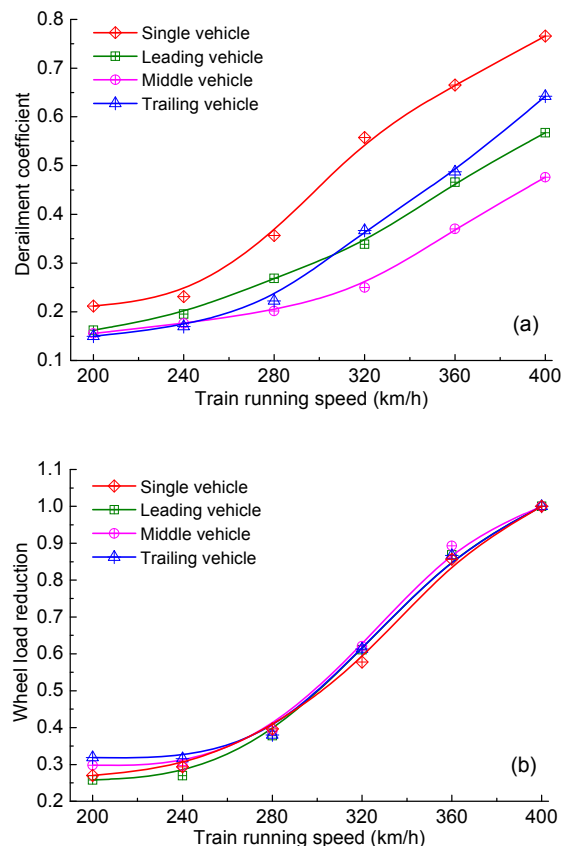 0.8
0.7
0.6
0.5
0.4
0.3
0.2
0.1
Derailment coefficient
Single vehicle
Leading vehicle
Middle vehicle
Trailing vehicle
(a)
200 240 280 320 360 400
Train running speed (km/h)
1.1
1.0
0.9
0.8
0.7
0.6
0.5
0.4
0.3
0.2
Wheel load reduction
Single vehicle
Leading vehicle
Middle vehicle
Trailing vehicle
(b)
200 240 280 320 360 400
Train running speed (km/h)